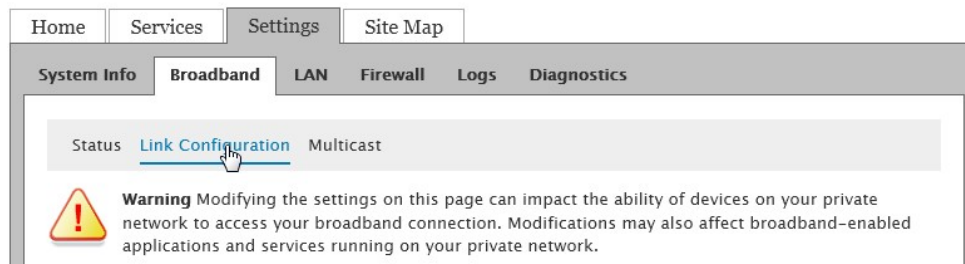 Home Services Settings Site Map
System Info Broadband LAN Firewall Logs Diagnostics
Status Link Configuration Multicast
Warning Modifying the settings on this page can impact the ability of devices on your private
network to access your broadband connection. Modifications may also affect broadband-enabled
applications and services running on your private network.